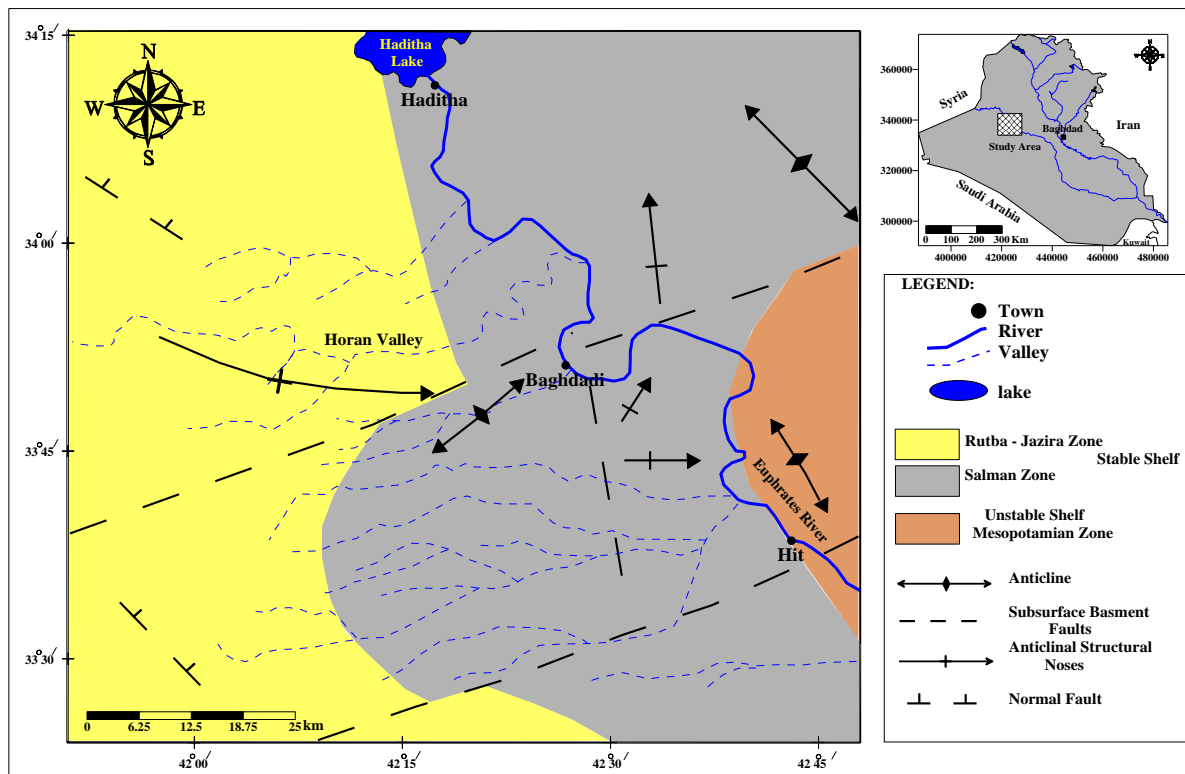 34°15′
34°00′
33°45′
33°30′
42°00′
42°15′
42°30′
42°45′
N
W
E
S
Haditha
Lake
Haditha
Horan Valley
Baghdadi
Euphrates River
Hit
0 6.25 12.5 18.75 25 km
360000
340000
320000
300000
400000
420000
440000
460000
480000
Syria
Iran
Baghdad
Study Area
Saudi Arabia
Kuwait
0 100 200 300 Km
LEGEND:
Town
River
Valley
lake
Rutba - Jazira Zone
Stable Shelf
Salman Zone
Unstable Shelf
Mesopotamian Zone
Anticline
Subsurface Basment
Faults
Anticlinal Structural
Noses
Normal Fault